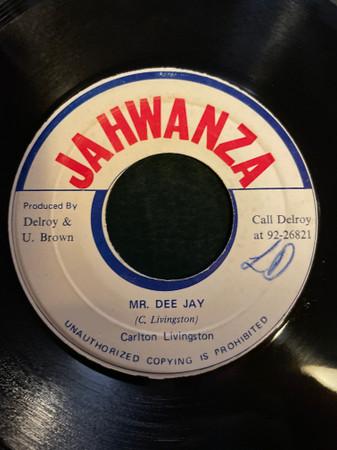 JAHWANZA
Produced By
Delroy &
U. Brown
Call Delroy
at 92-26821
LD
MR. DEE JAY
(C. Livingston)
Carlton Livingston
UNAUTHORIZED COPYING IS PROHIBITED